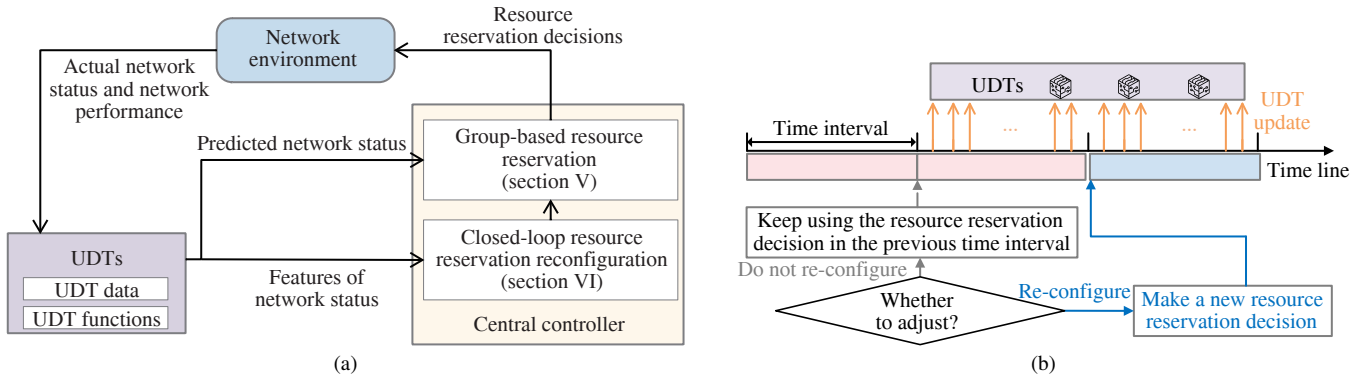 Resource
reservation decisions
Network
environment
Actual network
status and network
performance
Predicted network status
Group-based resource
reservation
(section V)
Closed-loop resource
reservation reconfiguration
(section VI)
Central controller
UDTs
UDT data
UDT functions
Features of
network status
(a)
UDTs
UDT
update
...
...
Time interval
Time line
Keep using the resource reservation
decision in the previous time interval
Do not re-configure
Whether
to adjust?
Re-configure
Make a new resource
reservation decision
(b)